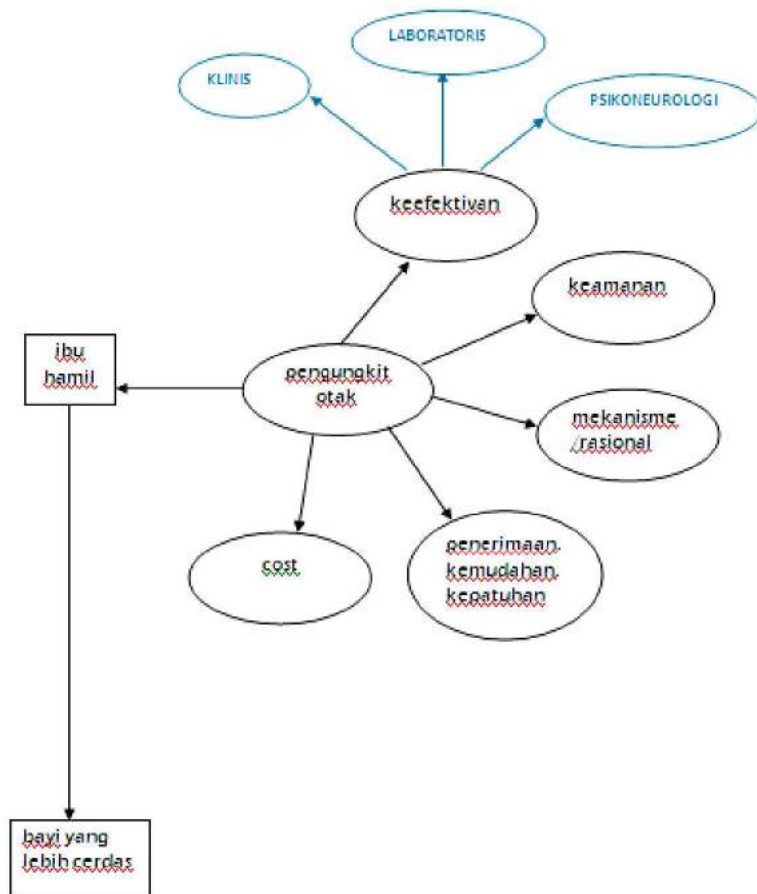 LABORATORIS
KLINIS
PSIKONEUROLOGI
keefektivan
keamanan
ibu
hamil
pengungkit
otak
mekanisme
/rasional
cost
penerimaan,
kemudahan,
kepatuhan
bayi yang
lebih cerdas